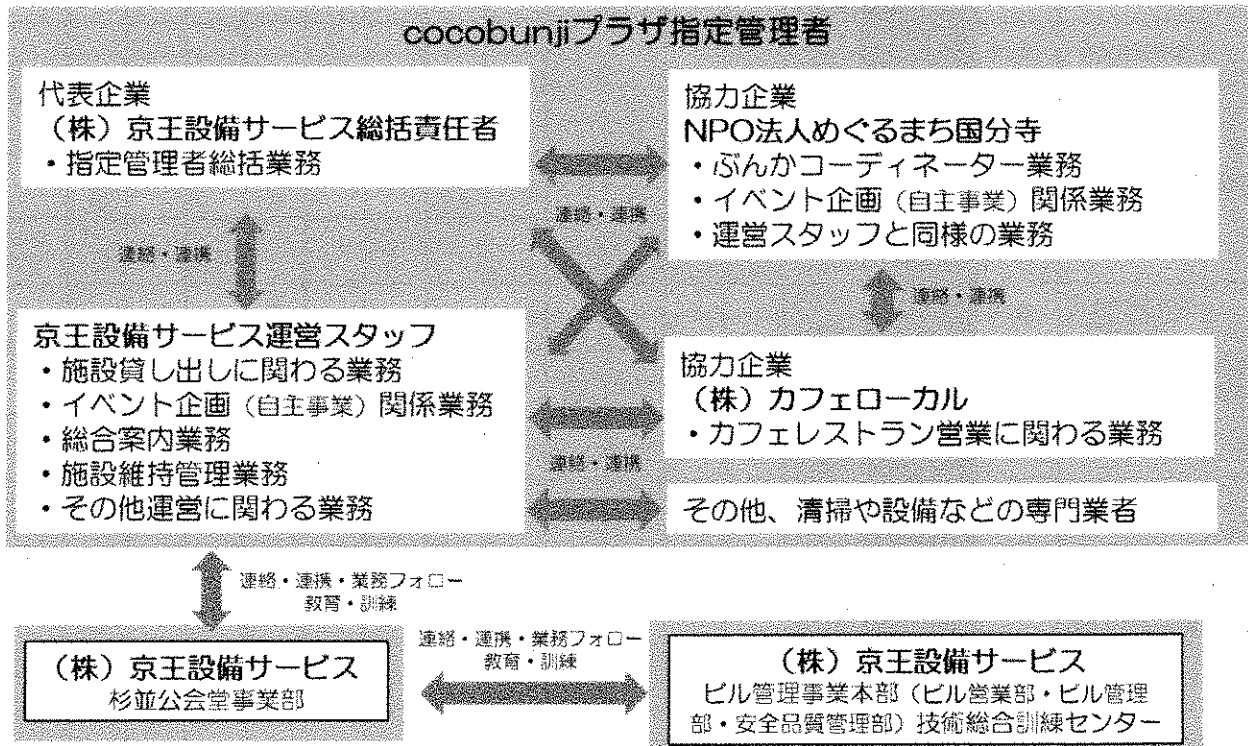 cocobunjiプラザ指定管理者
代表企業
（株）京王設備サービス総括責任者
・指定管理者総括業務
協力企業
NPO法人めぐるまち国分寺
・ぶんかコーディネーター業務
・イベント企画（自主事業）関係業務
・運営スタッフと同様の業務
連絡・連携
連絡・連携
連絡・連携
京王設備サービス運営スタッフ
・施設貸し出しに関わる業務
・イベント企画（自主事業）関係業務
・総合案内業務
・施設維持管理業務
・その他運営に関わる業務
協力企業
（株）カフェローカル
・カフェレストラン営業に関わる業務
連絡・連携
その他、清掃や設備などの専門業者
連絡・連携・業務フォロー
教育・訓練
（株）京王設備サービス
杉並公会堂事業部
連絡・連携・業務フォロー
教育・訓練
（株）京王設備サービス
ビル管理事業本部（ビル営業部・ビル管理
部・安全品質管理部）技術総合訓練センター